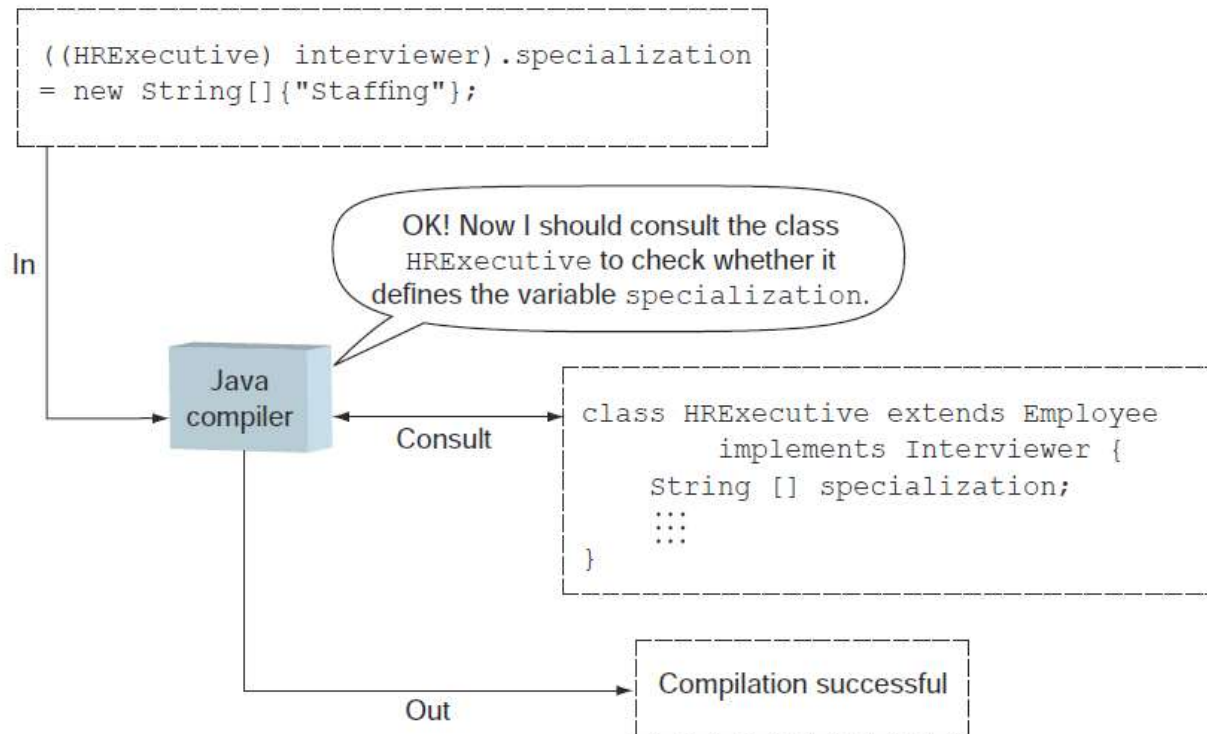 ((HRExecutive) interviewer).specialization
= new String[]{"Staffing"};
OK! Now I should consult the class
HRExecutive to check whether it
defines the variable specialization.
In
Java
compiler
Consult
class HRExecutive extends Employee
implements Interviewer {
String [] specialization;
}
Compilation successful
Out